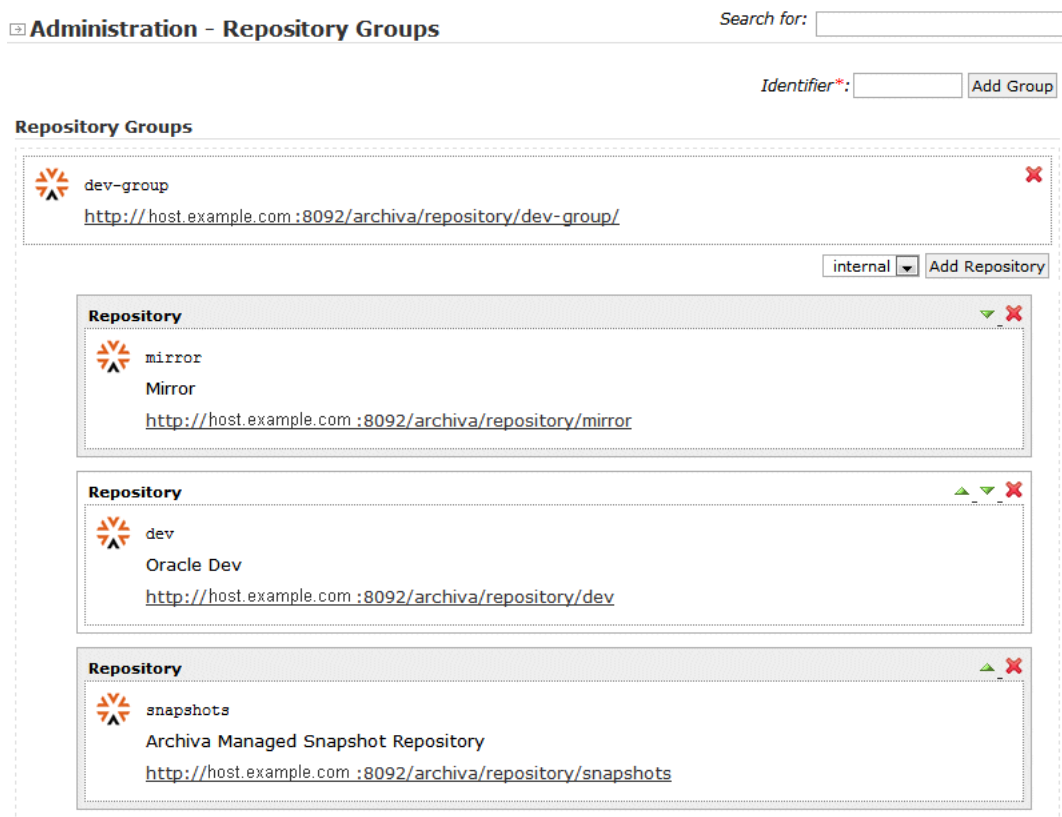 Administration - Repository Groups
Search for:
Identifier*:
Add Group
Repository Groups
dev-group
http://host.example.com :8092/archiva/repository/dev-group/
internal
Add Repository
Repository
mirror
Mirror
http://host.example.com :8092/archiva/repository/mirror
Repository
dev
Oracle Dev
http://host.example.com :8092/archiva/repository/dev
Repository
snapshots
Archiva Managed Snapshot Repository
http://host.example.com :8092/archiva/repository/snapshots